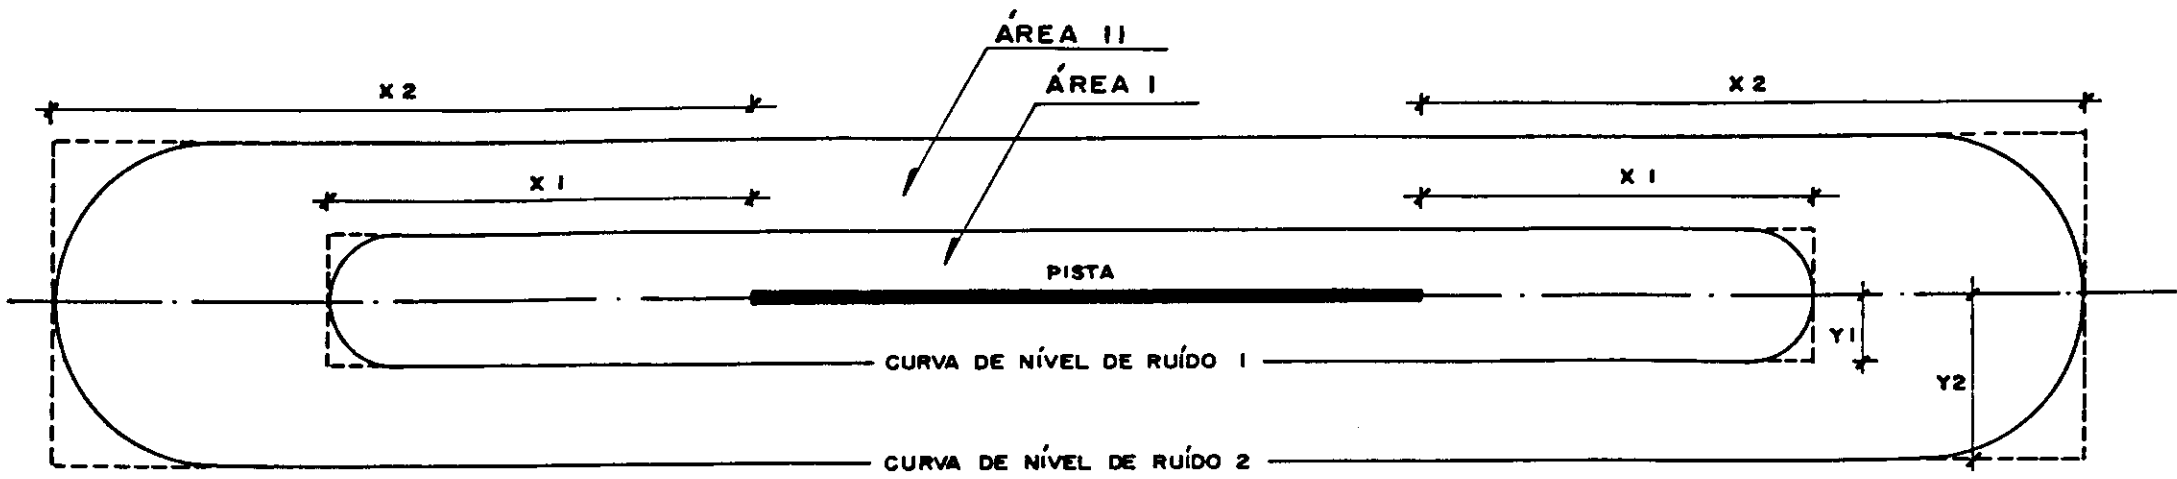 ÁREA II
ÁREA I
X 2
X 2
X 1
X 1
PISTA
Y1
CURVA DE NÍVEL DE RUÍDO 1
Y2
CURVA DE NÍVEL DE RUÍDO 2